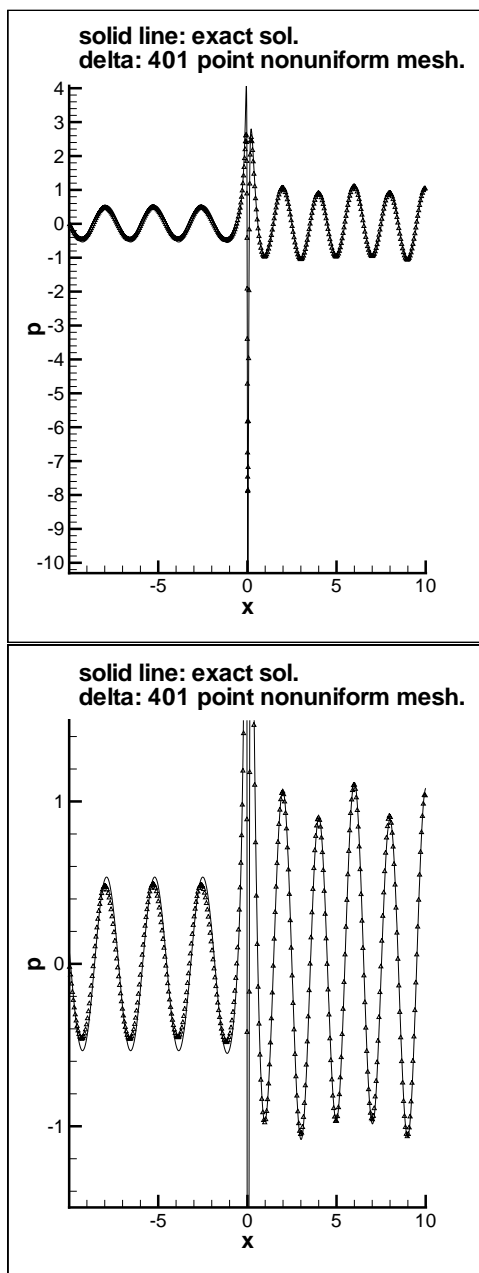 solid line: exact sol.
delta: 401 point nonuniform mesh.
4
3
2
1
0
-1
-2
-3
-4
-5
-6
-7
-8
-9
-10
p
-5 0 5 10
x
solid line: exact sol.
delta: 401 point nonuniform mesh.
1
0
-1
p
-5 0 5 10
x